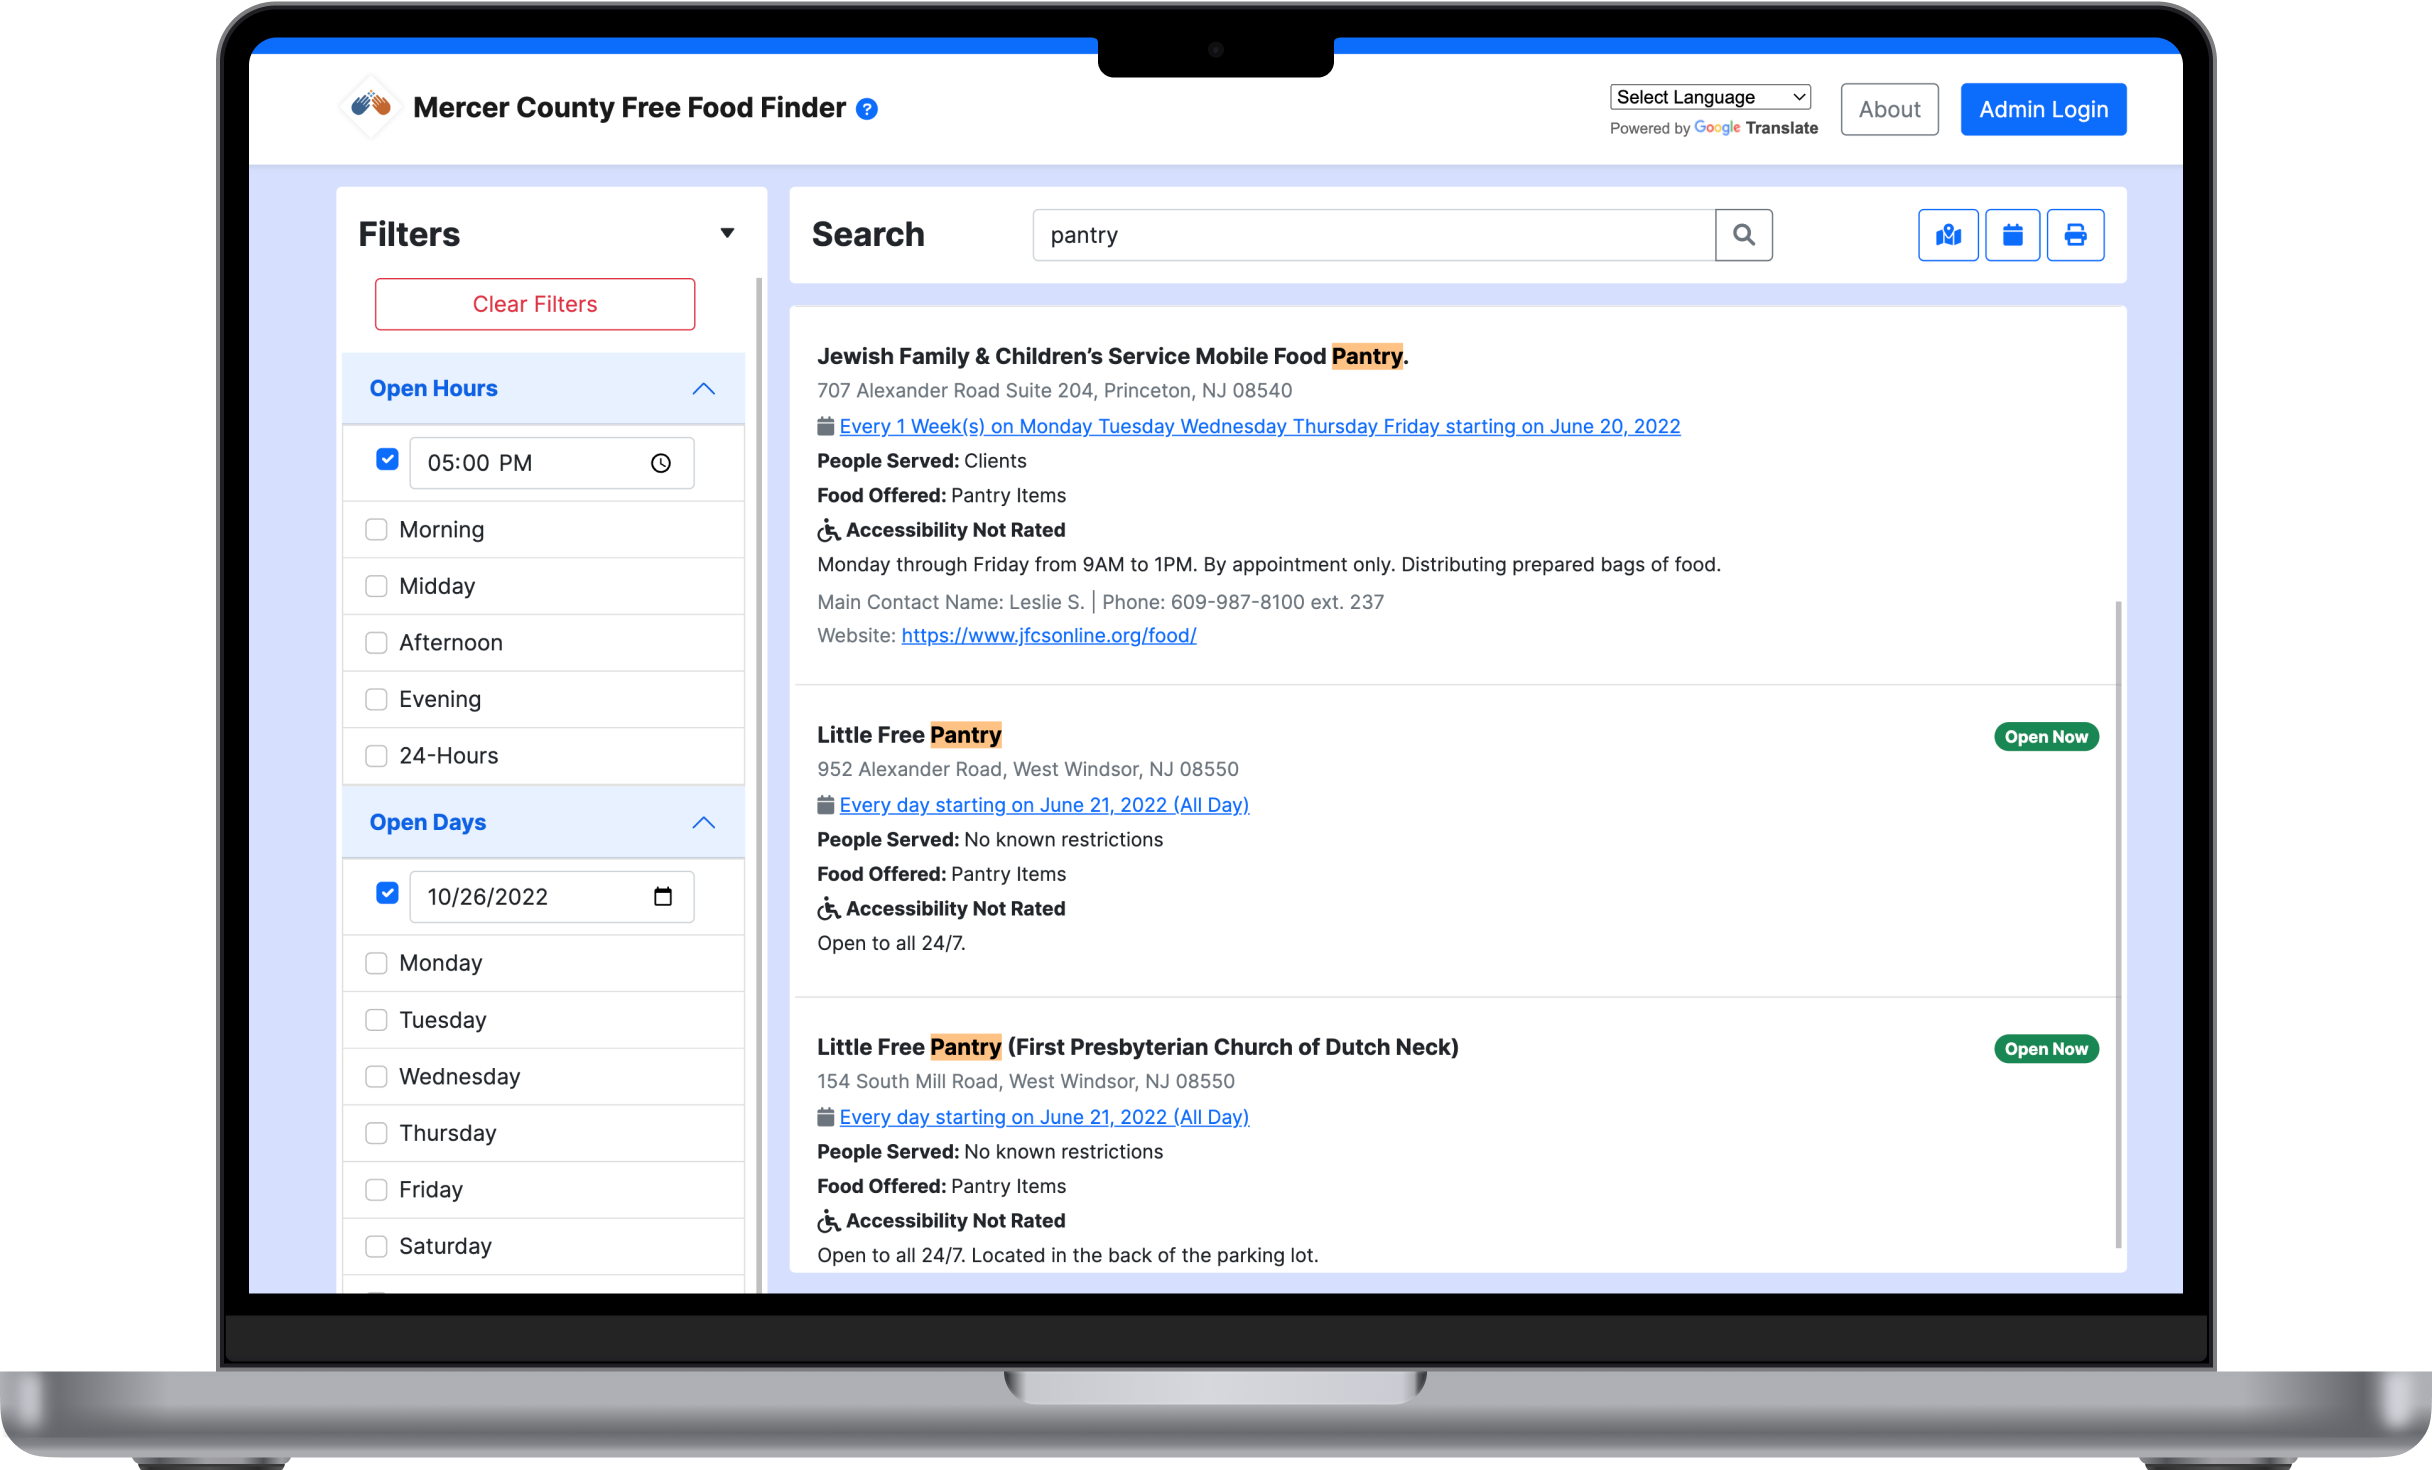 Mercer County Free Food Finder ?
Select Language
Powered by Google Translate
About
Admin Login
Filters
Clear Filters
Open Hours
05:00 PM
Morning
Midday
Afternoon
Evening
24-Hours
Open Days
10/26/2022
Monday
Tuesday
Wednesday
Thursday
Friday
Saturday
Search
pantry
Jewish Family & Children’s Service Mobile Food Pantry.
707 Alexander Road Suite 204, Princeton, NJ 08540
Every 1 Week(s) on Monday Tuesday Wednesday Thursday Friday starting on June 20, 2022
People Served: Clients
Food Offered: Pantry Items
Accessibility Not Rated
Monday through Friday from 9AM to 1PM. By appointment only. Distributing prepared bags of food.
Main Contact Name: Leslie S. | Phone: 609-987-8100 ext. 237
Website: https://www.jfcsonline.org/food/
Little Free Pantry
Open Now
952 Alexander Road, West Windsor, NJ 08550
Every day starting on June 21, 2022 (All Day)
People Served: No known restrictions
Food Offered: Pantry Items
Accessibility Not Rated
Open to all 24/7.
Little Free Pantry (First Presbyterian Church of Dutch Neck)
Open Now
154 South Mill Road, West Windsor, NJ 08550
Every day starting on June 21, 2022 (All Day)
People Served: No known restrictions
Food Offered: Pantry Items
Accessibility Not Rated
Open to all 24/7. Located in the back of the parking lot.